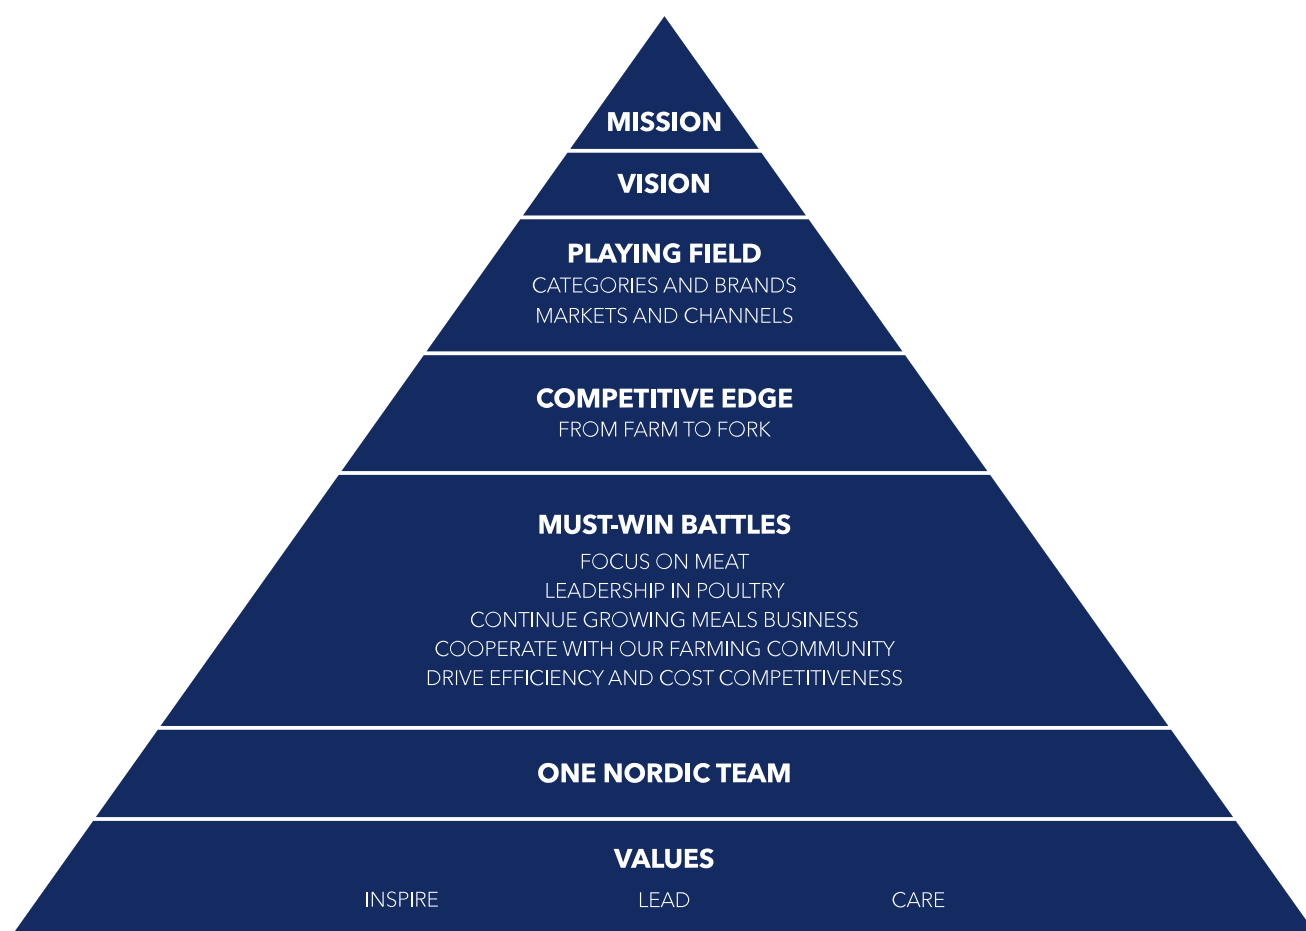 MISSION
VISION
PLAYING FIELD
CATEGORIES AND BRANDS
MARKETS AND CHANNELS
COMPETITIVE EDGE
FROM FARM TO FORK
MUST-WIN BATTLES
FOCUS ON MEAT
LEADERSHIP IN POULTRY
CONTINUE GROWING MEALS BUSINESS
COOPERATE WITH OUR FARMING COMMUNITY
DRIVE EFFICIENCY AND COST COMPETITIVENESS
ONE NORDIC TEAM
VALUES
INSPIRE LEAD CARE